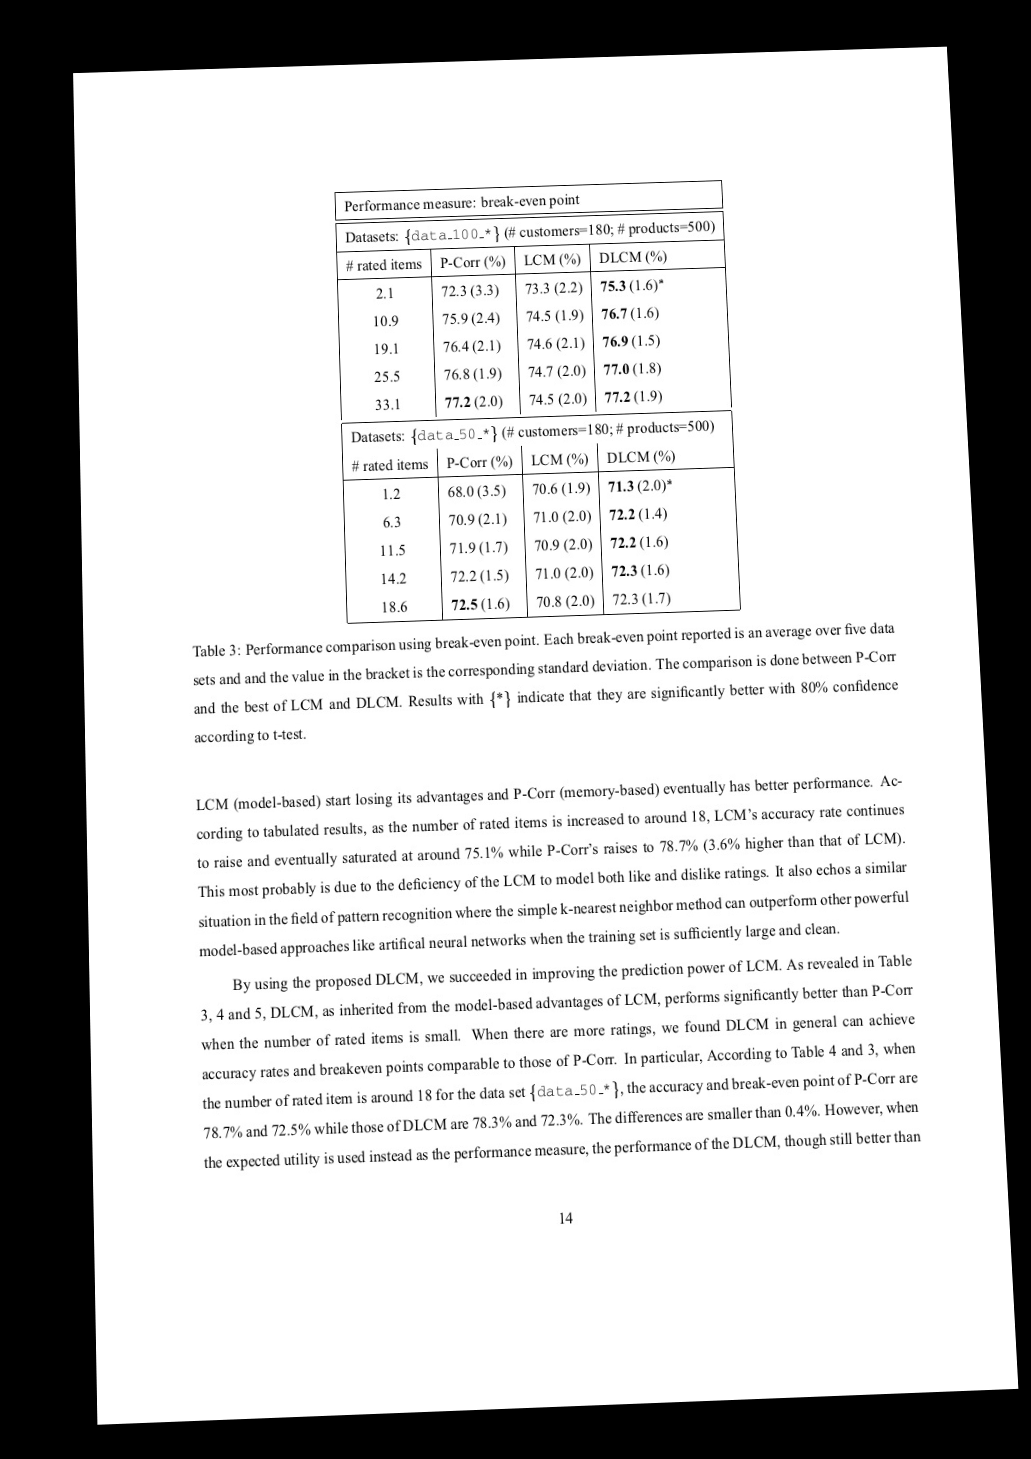 Performance measure: break-even point
Datasets: {data_100_*} (# customers=180; # products=500)
# rated items P-Corr (%) LCM (%) DLCM (%)
2.1 72.3 (3.3) 73.3 (2.2) 75.3 (1.6)*
10.9 75.9 (2.4) 74.5 (1.9) 76.7 (1.6)
19.1 76.4 (2.1) 74.6 (2.1) 76.9 (1.5)
25.5 76.8 (1.9) 74.7 (2.0) 77.0 (1.8)
33.1 77.2 (2.0) 74.5 (2.0) 77.2 (1.9)
Datasets: {data_50_*} (# customers=180; # products=500)
# rated items P-Corr (%) LCM (%) DLCM (%)
1.2 68.0 (3.5) 70.6 (1.9) 71.3 (2.0)*
6.3 70.9 (2.1) 71.0 (2.0) 72.2 (1.4)
11.5 71.9 (1.7) 70.9 (2.0) 72.2 (1.6)
14.2 72.2 (1.5) 71.0 (2.0) 72.3 (1.6)
18.6 72.5 (1.6) 70.8 (2.0) 72.3 (1.7)
Table 3: Performance comparison using break-even point. Each break-even point reported is an average over five data
sets and and the value in the bracket is the corresponding standard deviation. The comparison is done between P-Corr
and the best of LCM and DLCM. Results with {*} indicate that they are significantly better with 80% confidence
according to t-test.
LCM (model-based) start losing its advantages and P-Corr (memory-based) eventually has better performance. Ac-
cording to tabulated results, as the number of rated items is increased to around 18, LCM's accuracy rate continues
to raise and eventually saturated at around 75.1% while P-Corr's raises to 78.7% (3.6% higher than that of LCM).
This most probably is due to the deficiency of the LCM to model both like and dislike ratings. It also echos a similar
situation in the field of pattern recognition where the simple k-nearest neighbor method can outperform other powerful
model-based approaches like artifical neural networks when the training set is sufficiently large and clean.
By using the proposed DLCM, we succeeded in improving the prediction power of LCM. As revealed in Table
3, 4 and 5, DLCM, as inherited from the model-based advantages of LCM, performs significantly better than P-Corr
when the number of rated items is small. When there are more ratings, we found DLCM in general can achieve
accuracy rates and breakeven points comparable to those of P-Corr. In particular, According to Table 4 and 3, when
the number of rated item is around 18 for the data set {data_50_*}, the accuracy and break-even point of P-Corr are
78.7% and 72.5% while those of DLCM are 78.3% and 72.3%. The differences are smaller than 0.4%. However, when
the expected utility is used instead as the performance measure, the performance of the DLCM, though still better than
14